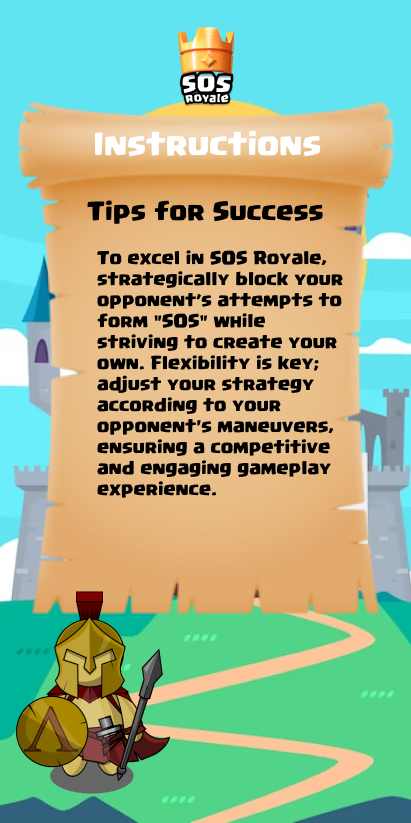 SOS
Royale
Instructions
Tips for Success
To excel in SOS Royale,
strategically block your
opponent's attempts to
form "SOS" while
striving to create your
own. Flexibility is key;
adjust your strategy
according to your
opponent's maneuvers,
ensuring a competitive
and engaging gameplay
experience.
Λ